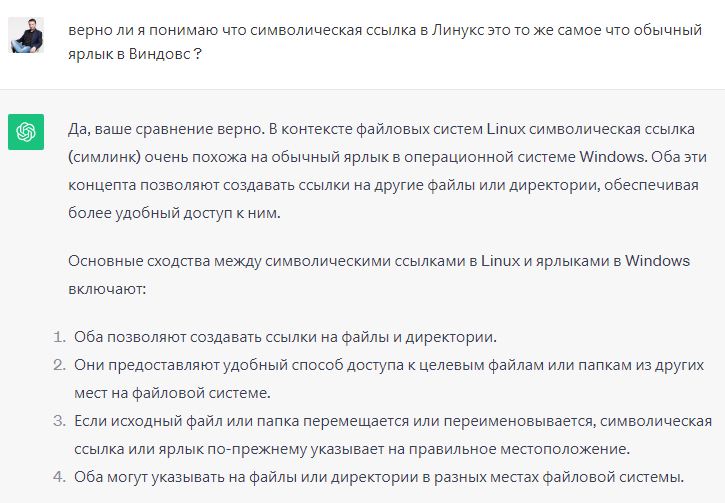 верно ли я понимаю что символическая ссылка в Линукс это то же самое что обычный
ярлык в Виндовс ?
Да, ваше сравнение верно. В контексте файловых систем Linux символическая ссылка
(симлинк) очень похожа на обычный ярлык в операционной системе Windows. Оба эти
концепта позволяют создавать ссылки на другие файлы или директории, обеспечивая
более удобный доступ к ним.
Основные сходства между символическими ссылками в Linux и ярлыками в Windows
включают:
1. Оба позволяют создавать ссылки на файлы и директории.
2. Они предоставляют удобный способ доступа к целевым файлам или папкам из других
мест на файловой системе.
3. Если исходный файл или папка перемещается или переименовывается, символическая
ссылка или ярлык по-прежнему указывает на правильное местоположение.
4. Оба могут указывать на файлы или директории в разных местах файловой системы.